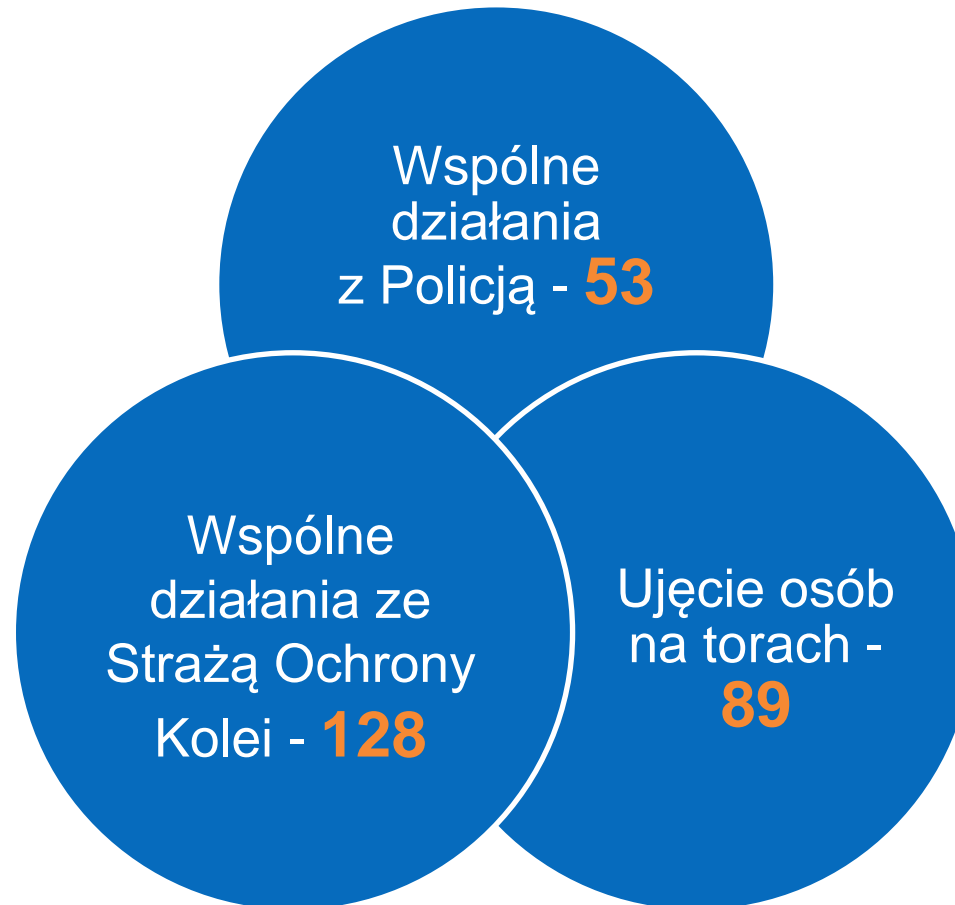 Wspólne
działania
z Policją - 53
Wspólne
działania ze
Strażą Ochrony
Kolei - 128
Ujęcie osób
na torach -
89